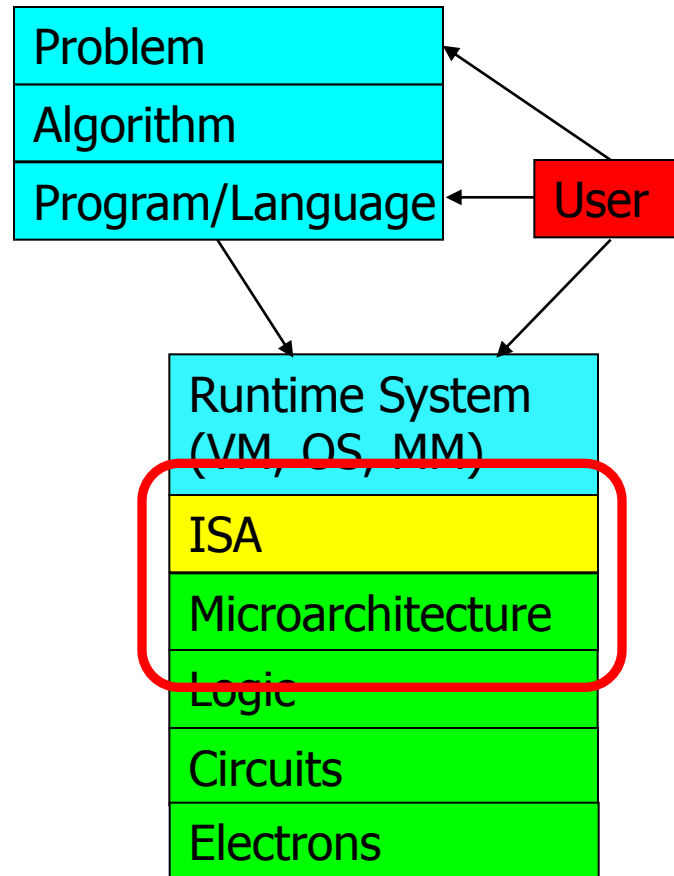 Problem
Algorithm
Program/Language
User
Runtime System
(VM, OS, MM)
ISA
Microarchitecture
Logic
Circuits
Electrons